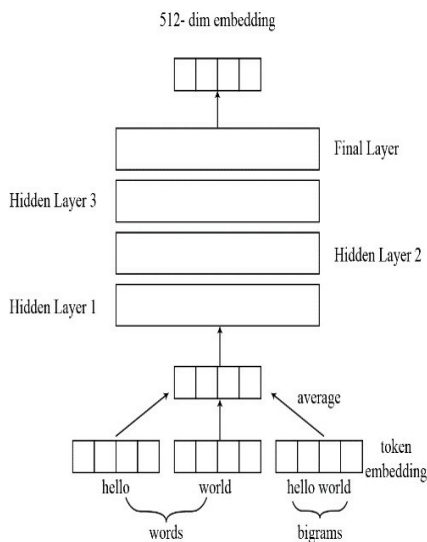 512- dim embedding
Final Layer
Hidden Layer 3
Hidden Layer 2
Hidden Layer 1
average
token
embedding
hello
world
hello world
words
bigrams